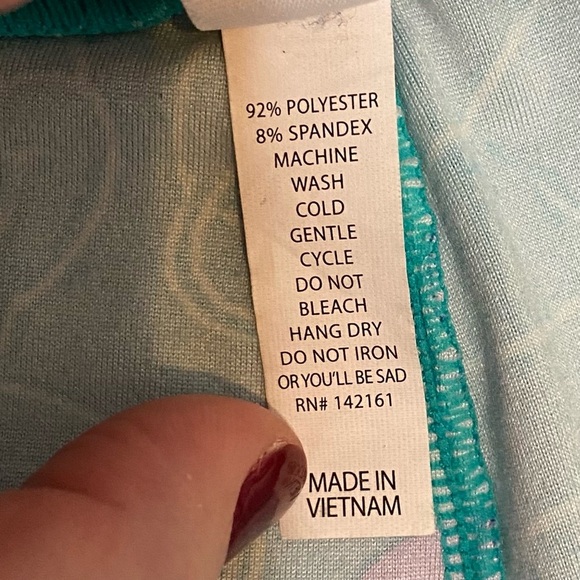 92% POLYESTER
8% SPANDEX
MACHINE
WASH
COLD
GENTLE
CYCLE
DO NOT
BLEACH
HANG DRY
DO NOT IRON
OR YOU'LL BE SAD
RN# 142161
MADE IN
VIETNAM